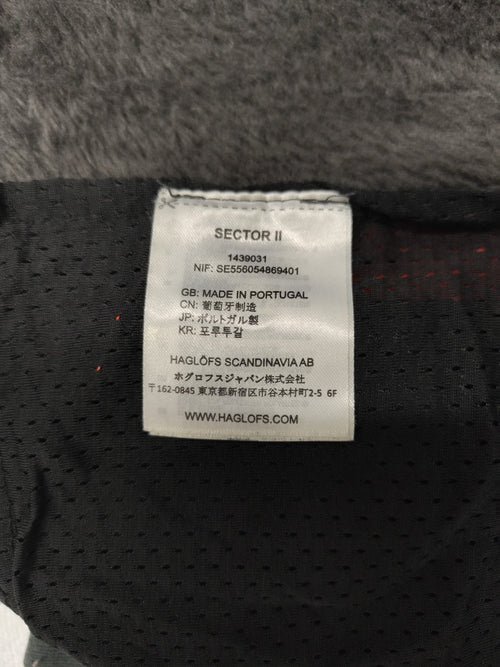 SECTOR II
1439031
NIF: SE556054869401
GB: MADE IN PORTUGAL
CN: 葡萄牙制造
JP: ポルトガル製
KR: 포루투갈
HAGLÖFS SCANDINAVIA AB
ホグロフスジャパン株式会社
〒162-0845 東京都新宿区市谷本村町2-5 6F
WWW.HAGLOFS.COM